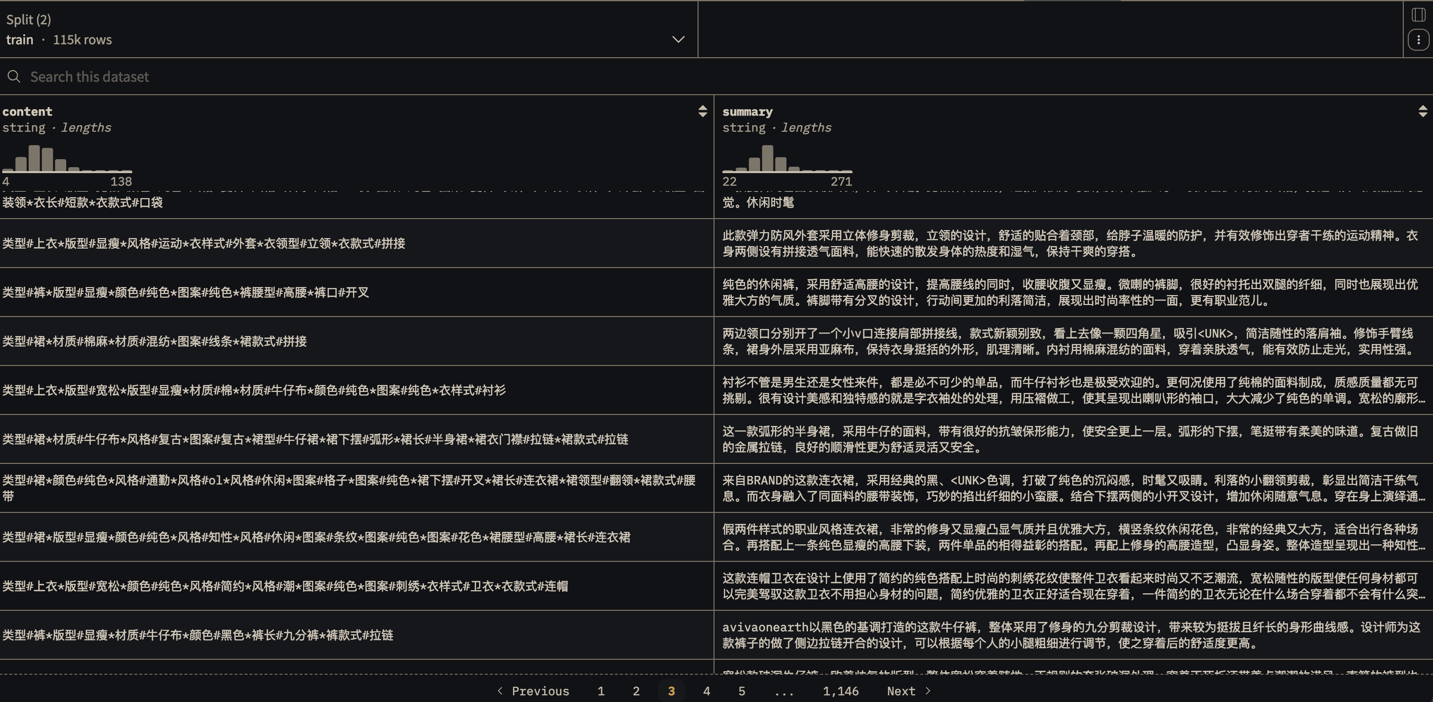 Split (2)
train · 115k rows
Search this dataset
content
string · lengths
4
138
summary
string · lengths
22
271
装领*衣长#短款*衣款式#口袋
觉。休闲时髦
类型#上衣*版型#显瘦*风格#运动*衣样式#外套*衣领型#立领*衣款式#拼接
此款弹力防风外套采用立体修身剪裁，立领的设计，舒适的贴合着颈部，给脖子温暖的防护，并有效修饰出穿者干练的运动精神。衣
身两侧设有拼接透气面料，能快速的散发身体的热度和湿气，保持干爽的穿搭。
类型#裤*版型#显瘦*颜色#纯色*图案#纯色*裤腰型#高腰*裤口#开叉
纯色的休闲裤，采用舒适高腰的设计，提高腰线的同时，收腰收腹又显瘦。微喇的裤脚，很好的衬托出双腿的纤细，同时也展现出优
雅大方的气质。裤脚带有分叉的设计，行动间更加的利落简洁，展现出时尚率性的一面，更有职业范儿。
类型#裙*材质#棉麻*材质#混纺*图案#线条*裙款式#拼接
两边领口分别开了一个小v口连接肩部拼接线，款式新颖别致，看上去像一颗四角星，吸引<UNK>，简洁随性的落肩袖。修饰手臂线
条，裙身外层采用亚麻布，保持衣身挺括的外形，肌理清晰。内衬用棉麻混纺的面料，穿着亲肤透气，能有效防止走光，实用性强。
类型#上衣*版型#宽松*版型#显瘦*材质#棉*材质#牛仔布*颜色#纯色*图案#纯色*衣样式#衬衫
衬衫不管是男生还是女性来件，都是必不可少的单品，而牛仔衬衫也是极受欢迎的。更何况使用了纯棉的面料制成，质感质量都无可
挑剔。很有设计美感和独特感的就是字衣袖处的处理，用压褶做工，使其呈现出喇叭形的袖口，大大减少了纯色的单调。宽松的廓形…
类型#裙*材质#牛仔布*风格#复古*图案#复古*裙型#牛仔裙*裙下摆#弧形*裙长#半身裙*裙衣门襟#拉链*裙款式#拉链
这一款弧形的半身裙，采用牛仔的面料，带有很好的抗皱保形能力，使安全更上一层。弧形的下摆，笔挺带有柔美的味道。复古做旧
的金属拉链，良好的顺滑性更为舒适灵活又安全。
类型#裙*颜色#纯色*风格#通勤*风格#ol*风格#休闲*图案#格子*图案#纯色*裙下摆#开叉*裙长#连衣裙*裙领型#翻领*裙款式#腰
带
来自BRAND的这款连衣裙，采用经典的黑、<UNK>色调，打破了纯色的沉闷感，时髦又吸睛。利落的小翻领剪裁，彰显出简洁干练气
息。而衣身融入了同面料的腰带装饰，巧妙的掐出纤细的小蛮腰。结合下摆两侧的小开叉设计，增加休闲随意气息。穿在身上演绎通…
类型#裙*版型#显瘦*颜色#纯色*风格#知性*风格#休闲*图案#条纹*图案#纯色*图案#花色*裙腰型#高腰*裙长#连衣裙
假两件样式的职业风格连衣裙，非常的修身又显瘦凸显气质并且优雅大方，横竖条纹休闲花色，非常的经典又大方，适合出行各种场
合。再搭配上一条纯色显瘦的高腰下装，两件单品的相得益彰的搭配。再配上修身的高腰造型，凸显身姿。整体造型呈现出一种知性…
类型#上衣*版型#宽松*颜色#纯色*风格#简约*风格#潮*图案#纯色*图案#刺绣*衣样式#卫衣*衣款式#连帽
这款连帽卫衣在设计上使用了简约的纯色搭配上时尚的刺绣花纹使整件卫衣看起来时尚又不乏潮流，宽松随性的版型使任何身材都可
以完美驾驭这款卫衣不用担心身材的问题，简约优雅的卫衣正好适合现在穿着，一件简约的卫衣无论在什么场合穿着都不会有什么突…
类型#裤*版型#显瘦*材质#牛仔布*颜色#黑色*裤长#九分裤*裤款式#拉链
avivaonearth以黑色的基调打造的这款牛仔裤，整体采用了修身的九分剪裁设计，带来较为挺拔且纤长的身形曲线感。设计师为这
款裤子的做了侧边拉链开合的设计，可以根据每个人的小腿粗细进行调节，使之穿着后的舒适度更高。
Previous 1 2 3 4 5 ... 1,146 Next